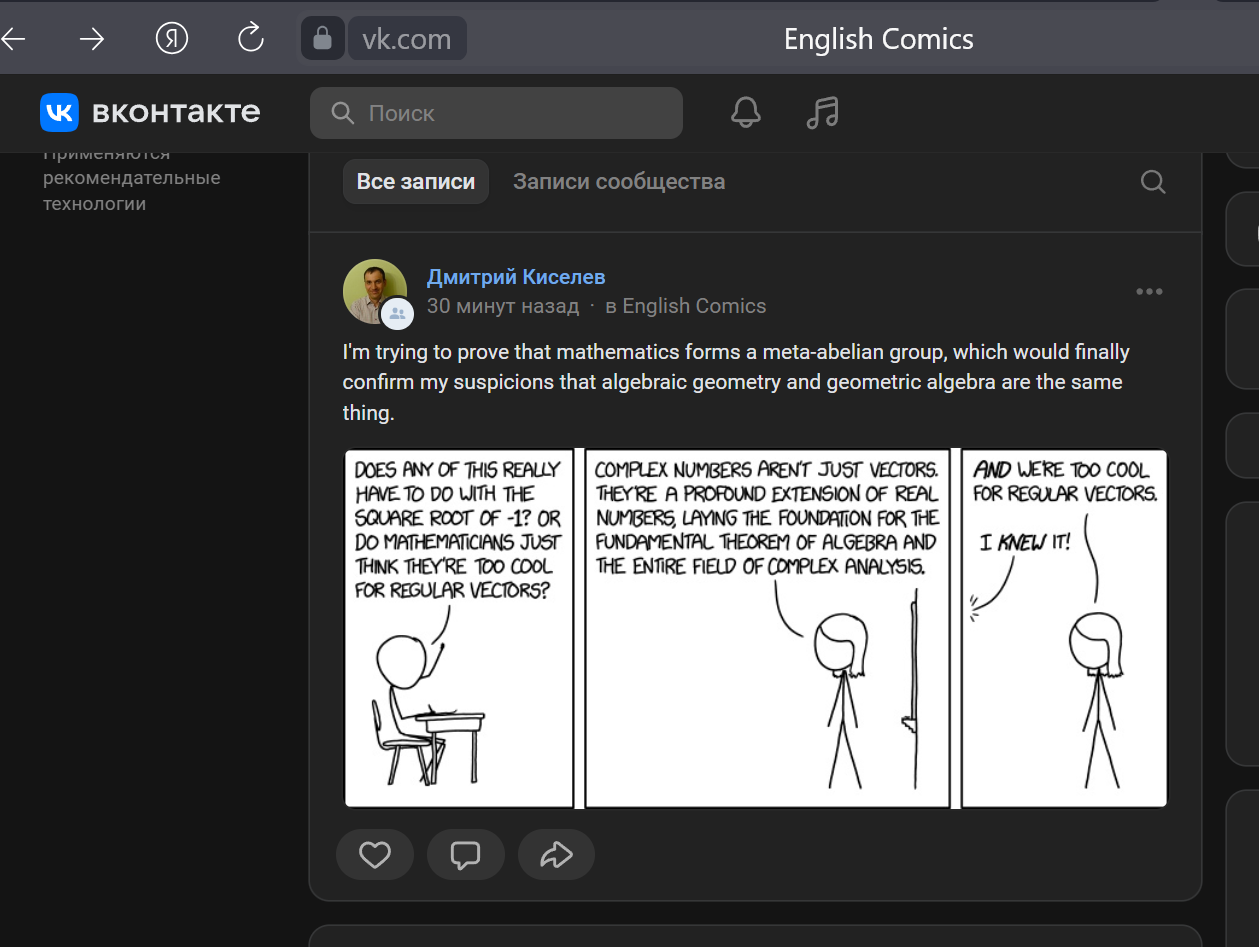 vk.com
English Comics
вконтакте
Поиск
Применяются
рекомендательные
технологии
Все записи
Записи сообщества
Дмитрий Киселев
30 минут назад · в English Comics
I'm trying to prove that mathematics forms a meta-abelian group, which would finally
confirm my suspicions that algebraic geometry and geometric algebra are the same
thing.
DOES ANY OF THIS REALLY
HAVE TO DO WITH THE
SQUARE ROOT OF -1? OR
DO MATHEMATICIANS JUST
THINK THEY'RE TOO COOL
FOR REGULAR VECTORS?
COMPLEX NUMBERS AREN'T JUST VECTORS.
THEY'RE A PROFOUND EXTENSION OF REAL
NUMBERS, LAYING THE FOUNDATION FOR THE
FUNDAMENTAL THEOREM OF ALGEBRA AND
THE ENTIRE FIELD OF COMPLEX ANALYSIS.
AND WE'RE TOO COOL
FOR REGULAR VECTORS.
I KNEW IT!